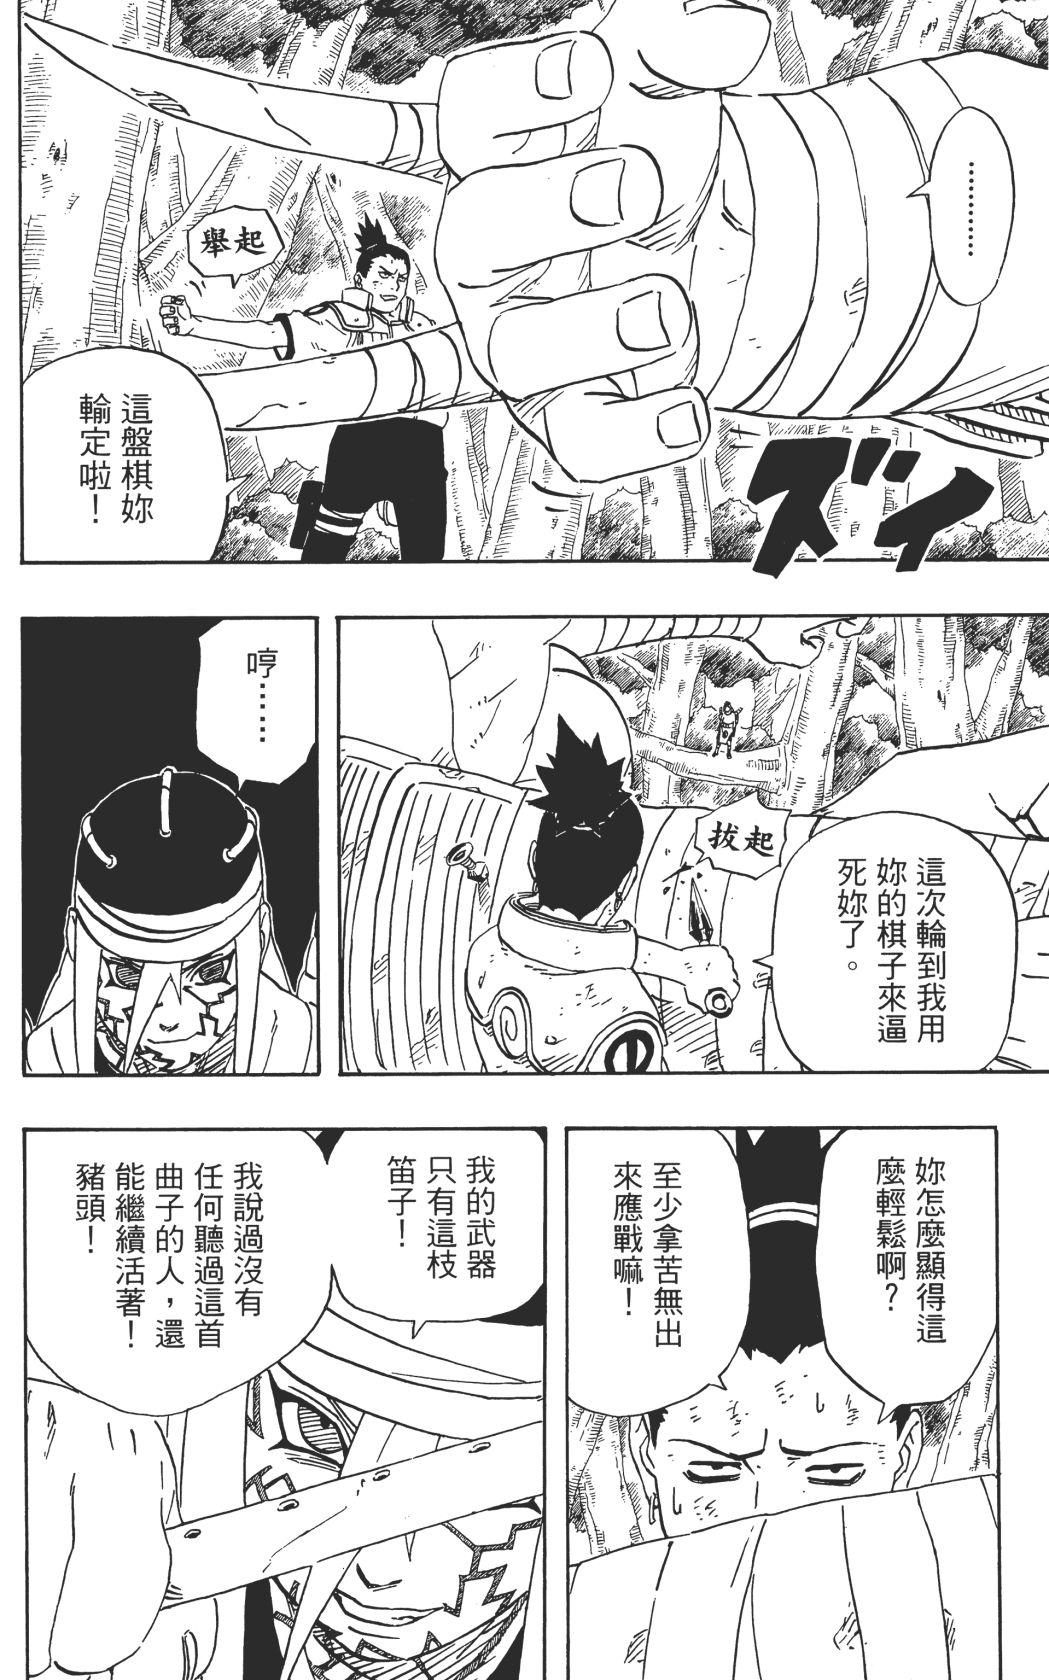 ………
舉起
這盤棋妳
輸定啦！
ズイ
這次輪到我用
妳的棋子來逼
死妳了。
拔起
哼……
妳怎麼顯得這
麼輕鬆啊？
至少拿苦無出
來應戰嘛！
我的武器
只有這枝
笛子！
我說過沒有
任何聽過這首
曲子的人，還
能繼續活著！
豬頭！